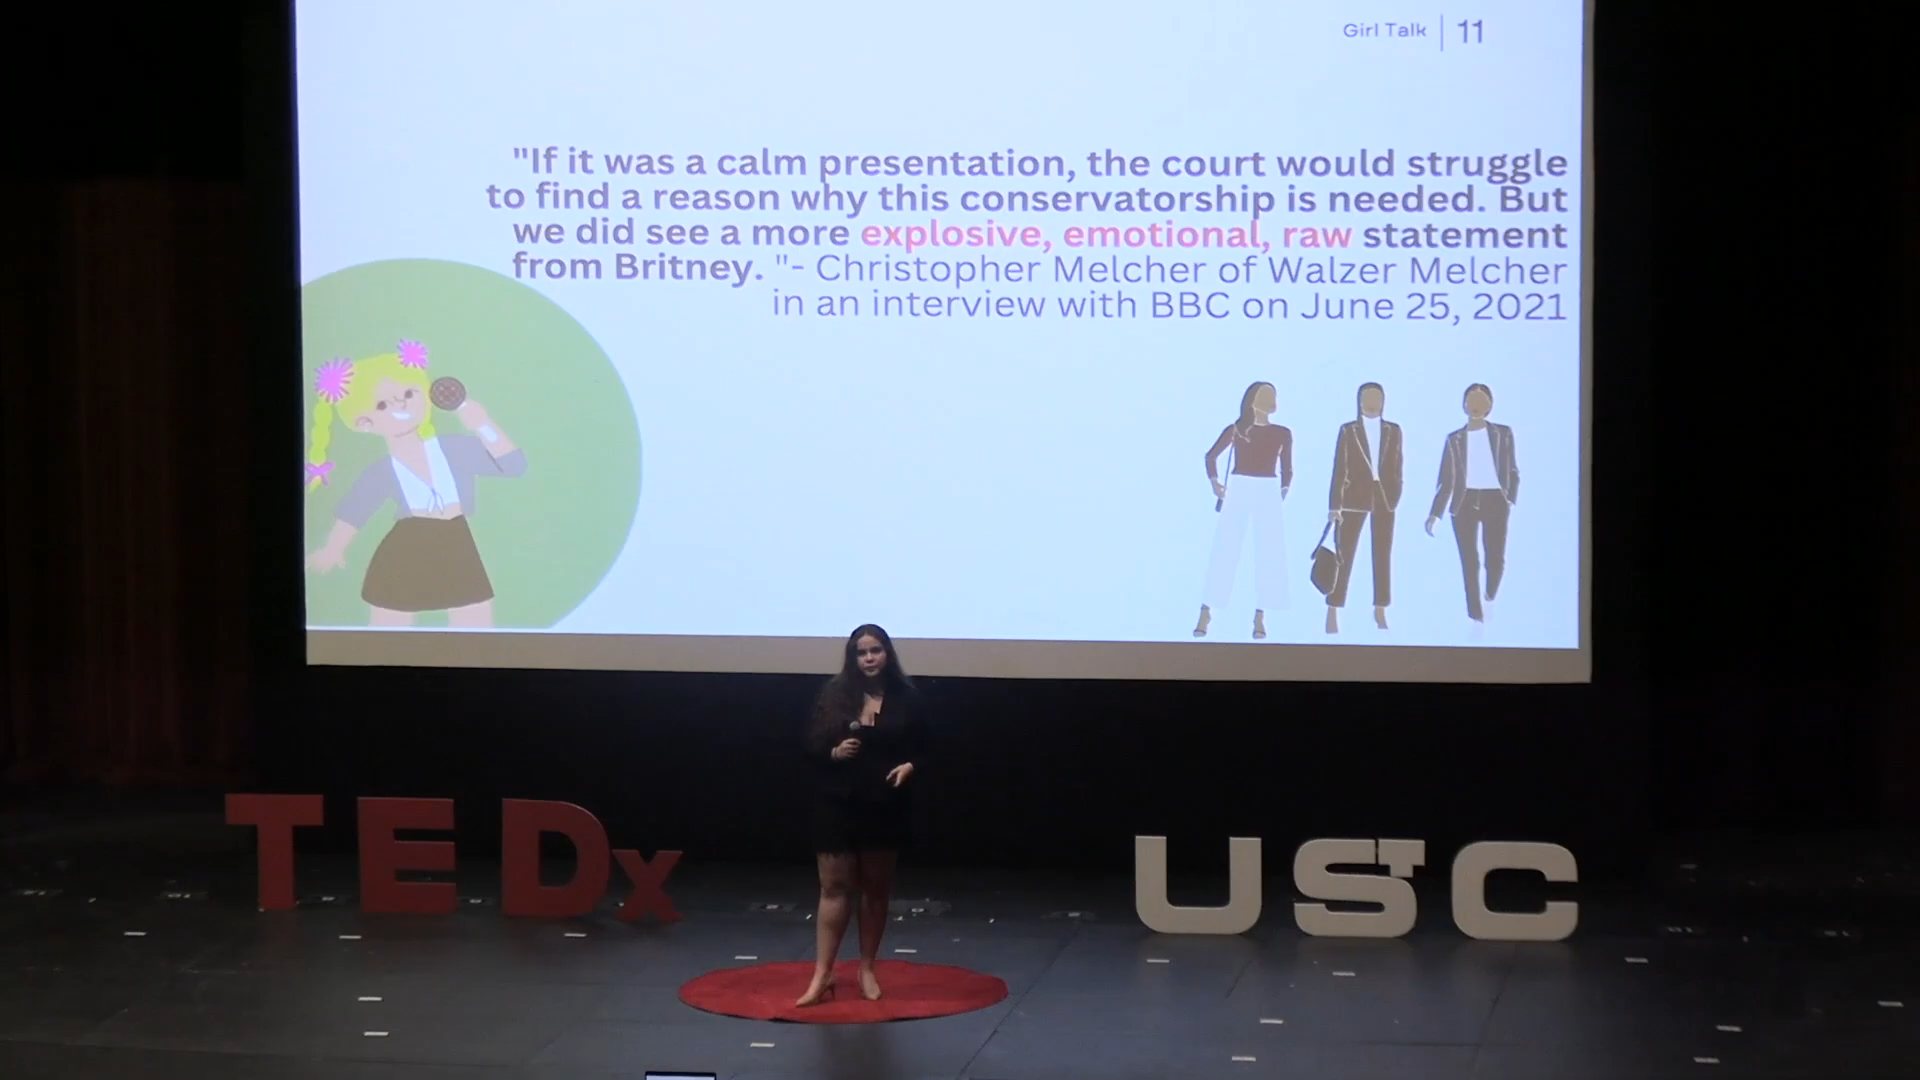 Girl Talk | 11
"If it was a calm presentation, the court would struggle
to find a reason why this conservatorship is needed. But
we did see a more explosive, emotional, raw statement
from Britney. "- Christopher Melcher of Walzer Melcher
in an interview with BBC on June 25, 2021
TEDx USC